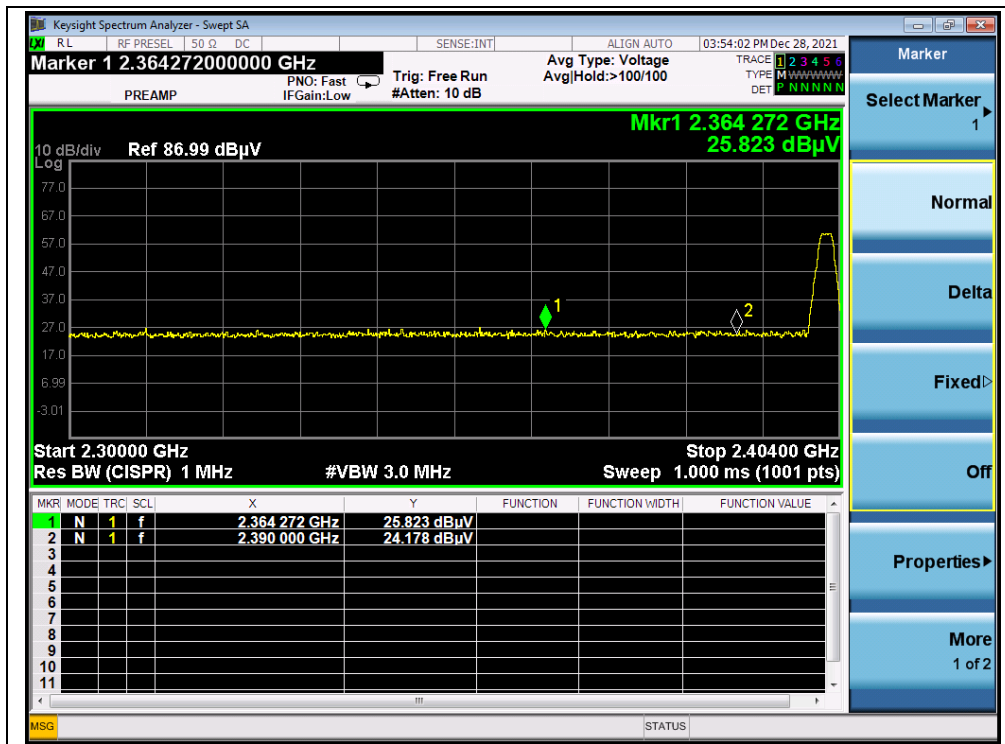 Keysight Spectrum Analyzer - Swept SA
LXI RL RF PRESEL 50 Ω DC SENSE:INT ALIGN AUTO 03:54:02 PM Dec 28, 2021
Marker 1 2.364272000000 GHz
PREAMP
PNO: Fast
IFGain:Low
Trig: Free Run
#Atten: 10 dB
Avg Type: Voltage
Avg|Hold:>100/100
TRACE 1 2 3 4 5 6
TYPE M WWWWW
DET P N N N N N
Mkr1 2.364 272 GHz
25.823 dBµV
10 dB/div Ref 86.99 dBµV
Log
77.0
67.0
57.0
47.0
37.0
27.0
17.0
6.99
-3.01
1
2
Start 2.30000 GHz Stop 2.40400 GHz
Res BW (CISPR) 1 MHz #VBW 3.0 MHz Sweep 1.000 ms (1001 pts)
MKR MODE TRC SCL X Y FUNCTION FUNCTION WIDTH FUNCTION VALUE
1 N 1 f 2.364 272 GHz 25.823 dBµV
2 N 1 f 2.390 000 GHz 24.178 dBµV
3
4
5
6
7
8
9
10
11
MSG STATUS
Marker
Select Marker
1
Normal
Delta
Fixed
Off
Properties
More
1 of 2